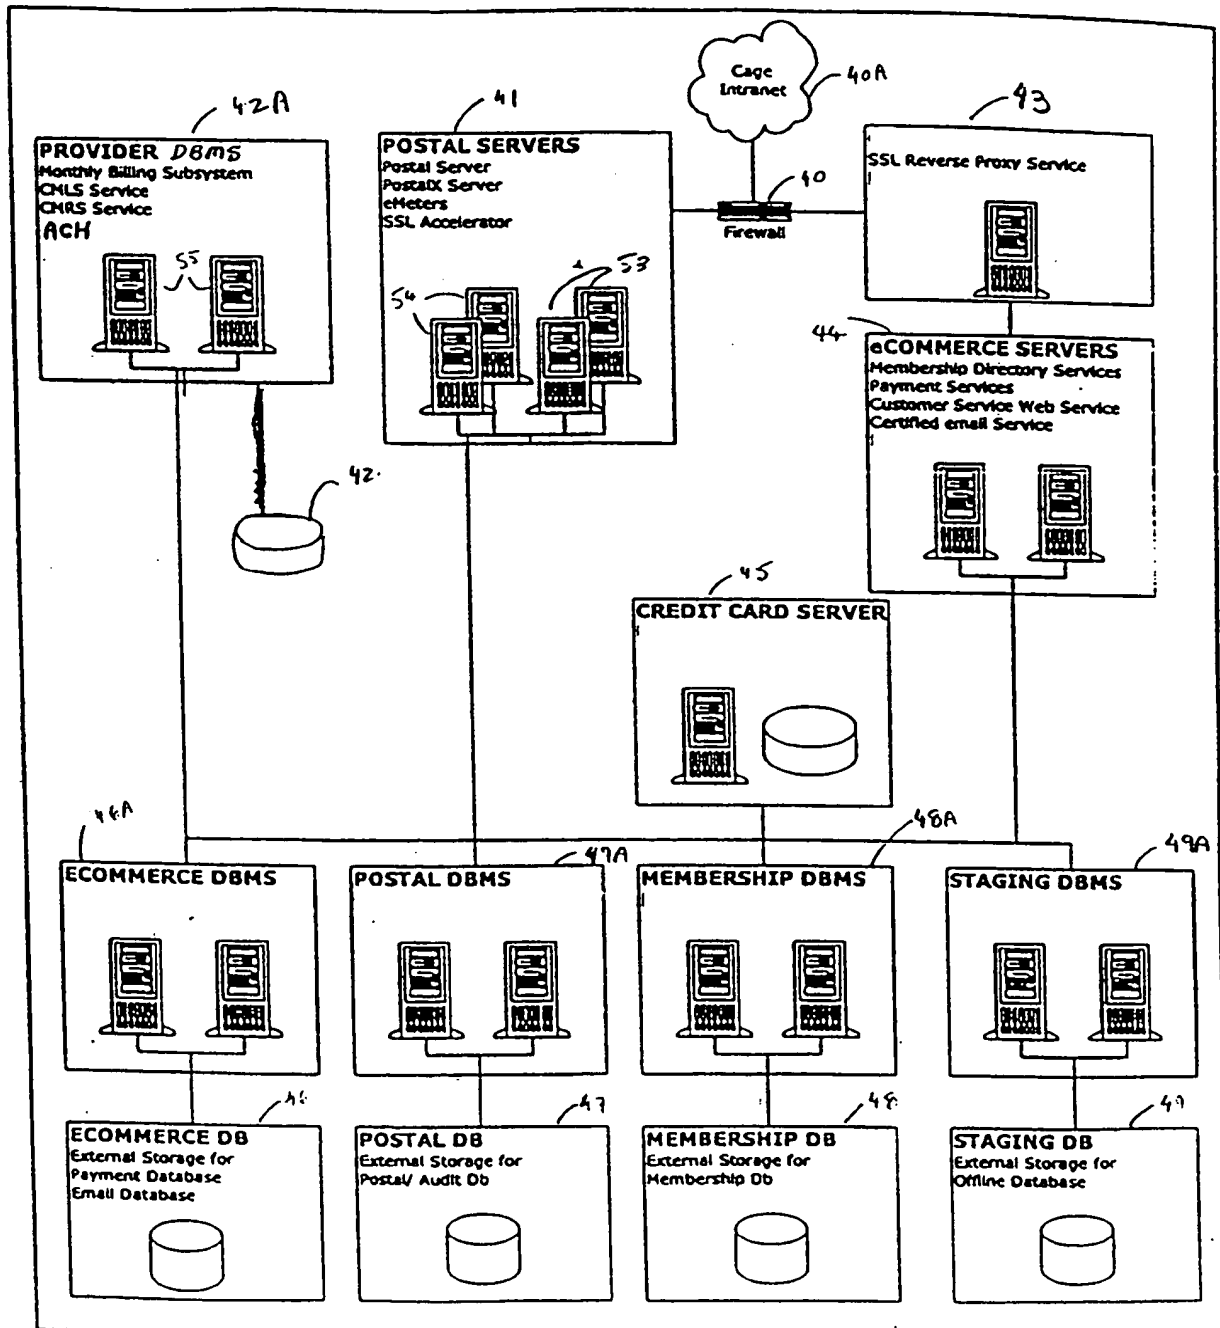 Cage
Intranet
40A
42A
41
43
PROVIDER DBMS
Monthly Billing Subsystem
CMLS Service
CMRS Service
ACH
55
POSTAL SERVERS
Postal Server
PostalX Server
eMeters
SSL Accelerator
54
53
40
Firewall
SSL Reverse Proxy Service
44
eCOMMERCE SERVERS
Membership Directory Services
Payment Services
Customer Service Web Service
Certified email Service
42
45
CREDIT CARD SERVER
47A
48A
49A
ECOMMERCE DBMS
POSTAL DBMS
MEMBERSHIP DBMS
STAGING DBMS
47
48
49
ECOMMERCE DB
External Storage for
Payment Database
Email Database
POSTAL DB
External Storage for
Postal/ Audit Db
MEMBERSHIP DB
External Storage for
Membership Db
STAGING DB
External Storage for
Offline Database